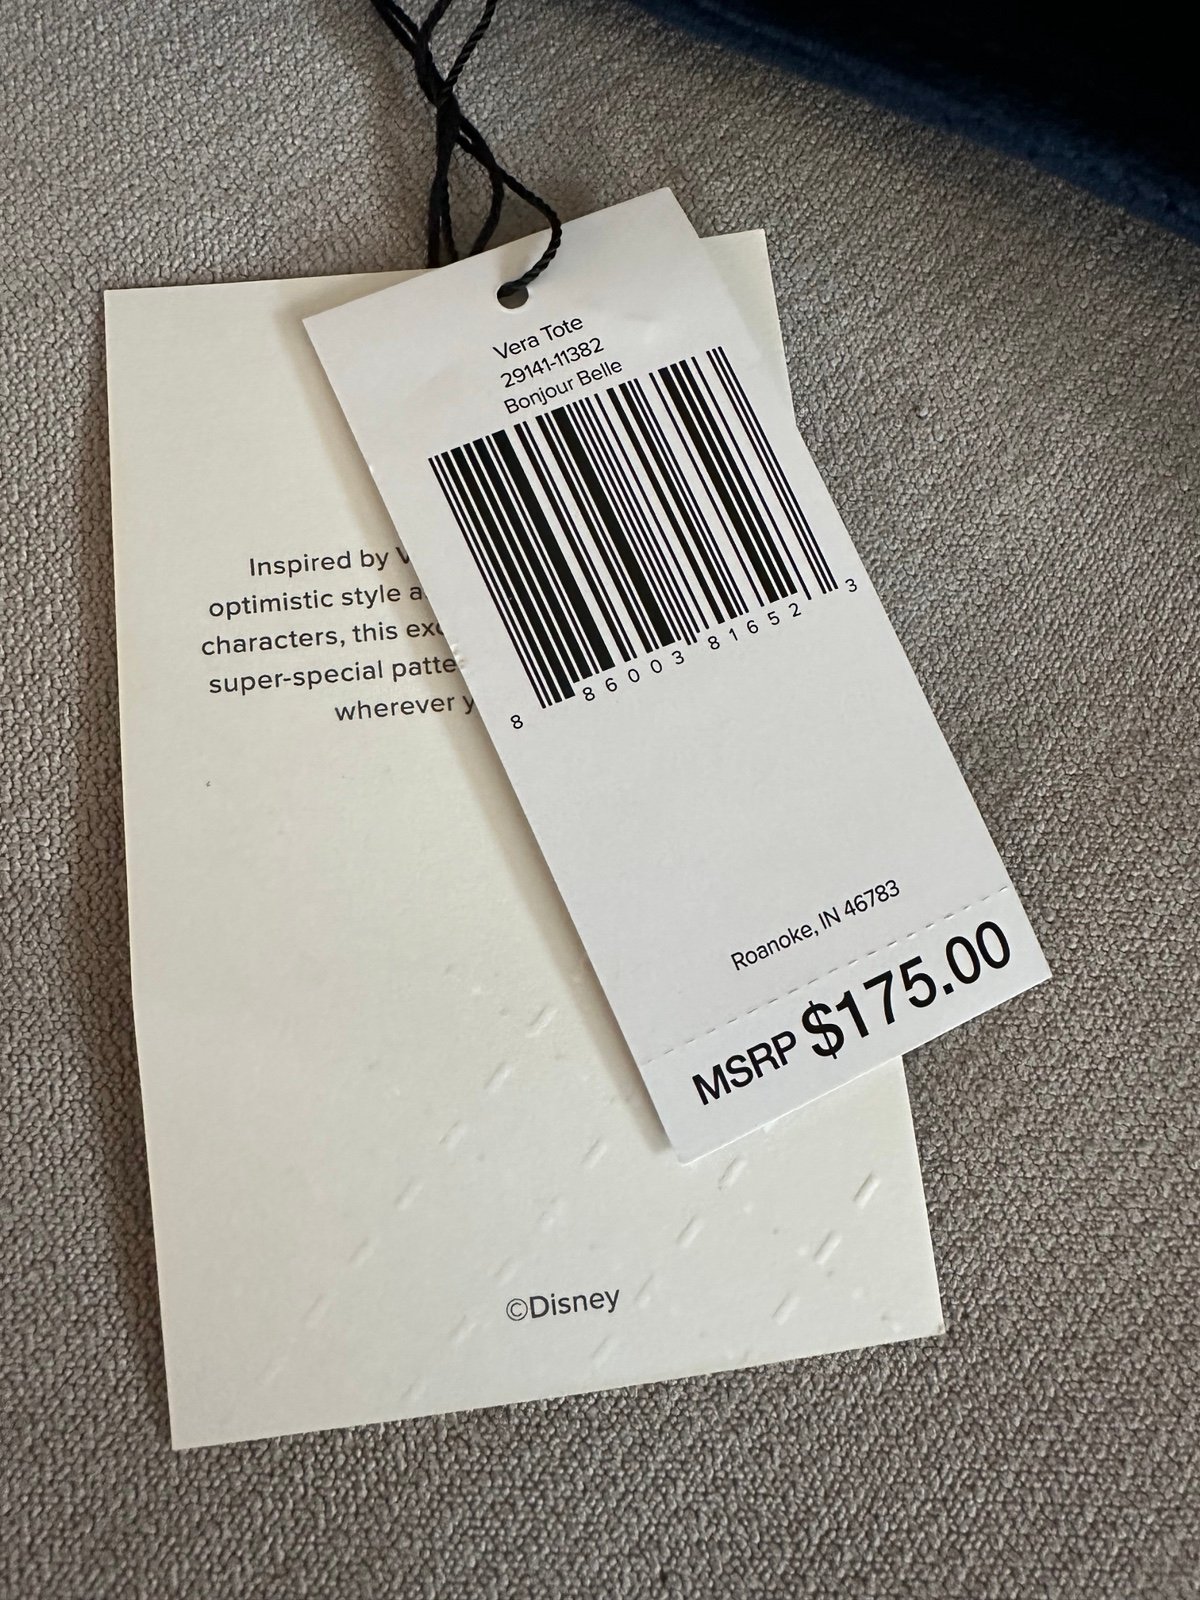 Vera Tote
29141-11382
Bonjour Belle
8 86003 81652 3
Roanoke, IN 46783
MSRP $175.00
Inspired by
optimistic style
characters, this
super-special
wherever
©Disney